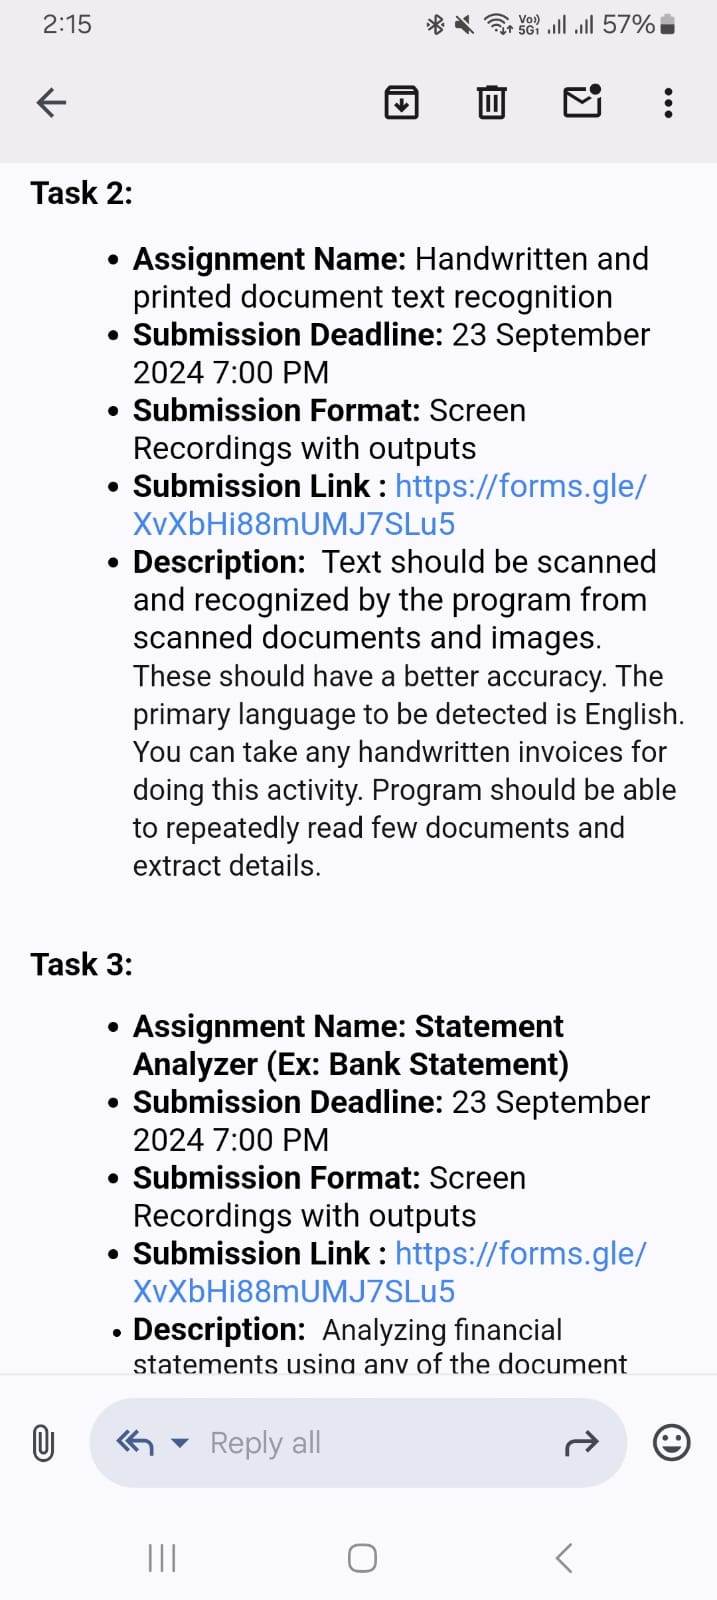 2:15
Vo))
5G↑
57%
Task 2:
• Assignment Name: Handwritten and
printed document text recognition
• Submission Deadline: 23 September
2024 7:00 PM
• Submission Format: Screen
Recordings with outputs
• Submission Link : https://forms.gle/
XvXbHi88mUMJ7SLu5
• Description:  Text should be scanned
and recognized by the program from
scanned documents and images.
These should have a better accuracy. The
primary language to be detected is English.
You can take any handwritten invoices for
doing this activity. Program should be able
to repeatedly read few documents and
extract details.
Task 3:
• Assignment Name: Statement
Analyzer (Ex: Bank Statement)
• Submission Deadline: 23 September
2024 7:00 PM
• Submission Format: Screen
Recordings with outputs
• Submission Link : https://forms.gle/
XvXbHi88mUMJ7SLu5
• Description:  Analyzing financial
statements using any of the document
Reply all